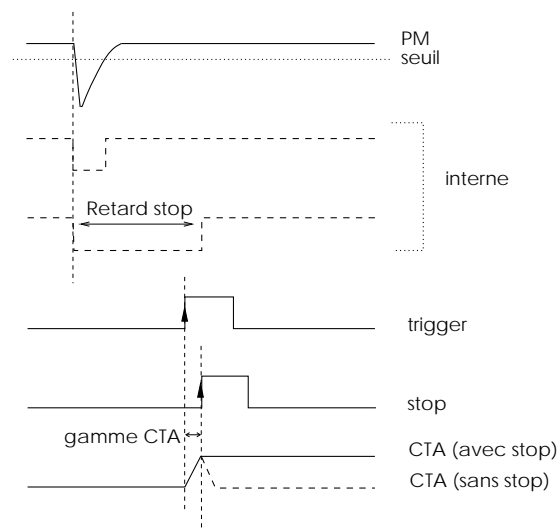 PM
seuil
interne
Retard stop
trigger
stop
gamme CTA
CTA (avec stop)
CTA (sans stop)